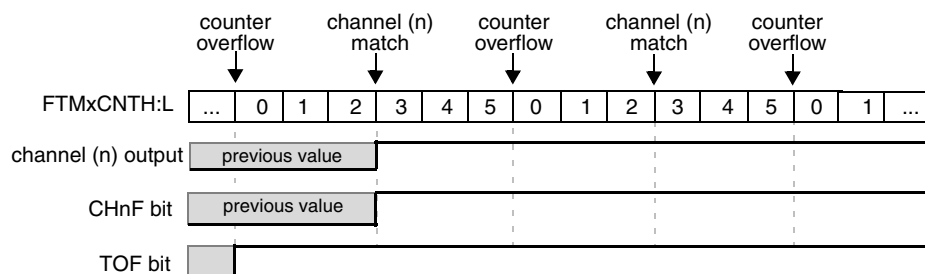 counter overflow
channel (n) match
counter overflow
channel (n) match
counter overflow
FTMxCNTH:L ... 0 1 2 3 4 5 0 1 2 3 4 5 0 1 ...
channel (n) output previous value
CHnF bit previous value
TOF bit